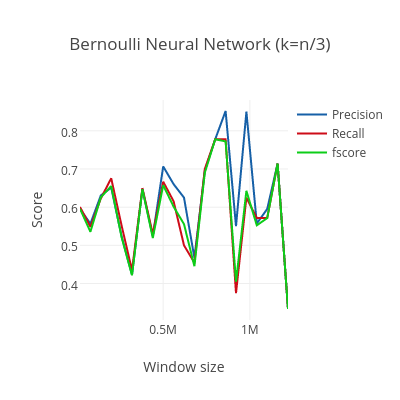 Bernoulli Neural Network (k=n/3)
Precision
Recall
fscore
0.8
0.7
0.6
0.5
0.4
Score
0.5M
1M
Window size